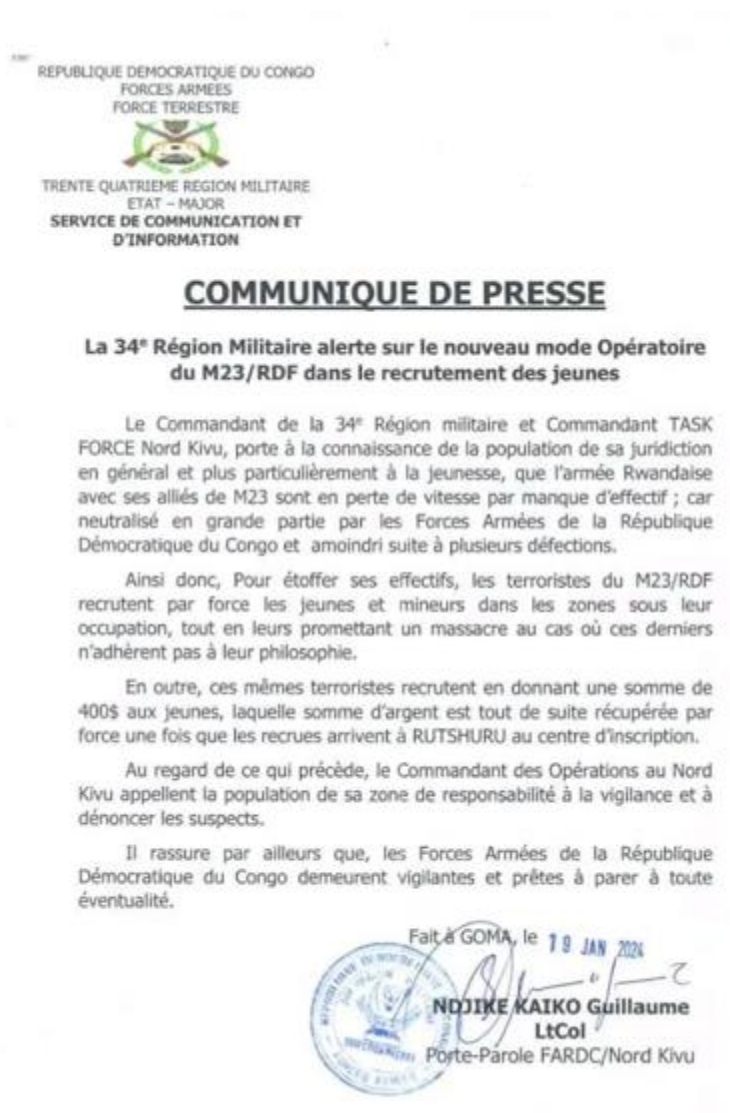 REPUBLIQUE DEMOCRATIQUE DU CONGO
FORCES ARMEES
FORCE TERRESTRE
TRENTE QUATRIEME REGION MILITAIRE
ETAT – MAJOR
SERVICE DE COMMUNICATION ET
D'INFORMATION
COMMUNIQUE DE PRESSE
La 34e Région Militaire alerte sur le nouveau mode Opératoire
du M23/RDF dans le recrutement des jeunes
Le Commandant de la 34e Région militaire et Commandant TASK
FORCE Nord Kivu, porte à la connaissance de la population de sa juridiction
en général et plus particulièrement à la jeunesse, que l'armée Rwandaise
avec ses alliés de M23 sont en perte de vitesse par manque d'effectif ; car
neutralisé en grande partie par les Forces Armées de la République
Démocratique du Congo et amoindri suite à plusieurs défections.
Ainsi donc, Pour étoffer ses effectifs, les terroristes du M23/RDF
recrutent par force les jeunes et mineurs dans les zones sous leur
occupation, tout en leurs promettant un massacre au cas où ces derniers
n'adhèrent pas à leur philosophie.
En outre, ces mêmes terroristes recrutent en donnant une somme de
400$ aux jeunes, laquelle somme d'argent est tout de suite récupérée par
force une fois que les recrues arrivent à RUTSHURU au centre d'inscription.
Au regard de ce qui précède, le Commandant des Opérations au Nord
Kivu appellent la population de sa zone de responsabilité à la vigilance et à
dénoncer les suspects.
Il rassure par ailleurs que, les Forces Armées de la République
Démocratique du Congo demeurent vigilantes et prêtes à parer à toute
éventualité.
Fait à GOMA, le 19 JAN 2024
NDJIKE KAIKO Guillaume
LtCol
Porte-Parole FARDC/Nord Kivu